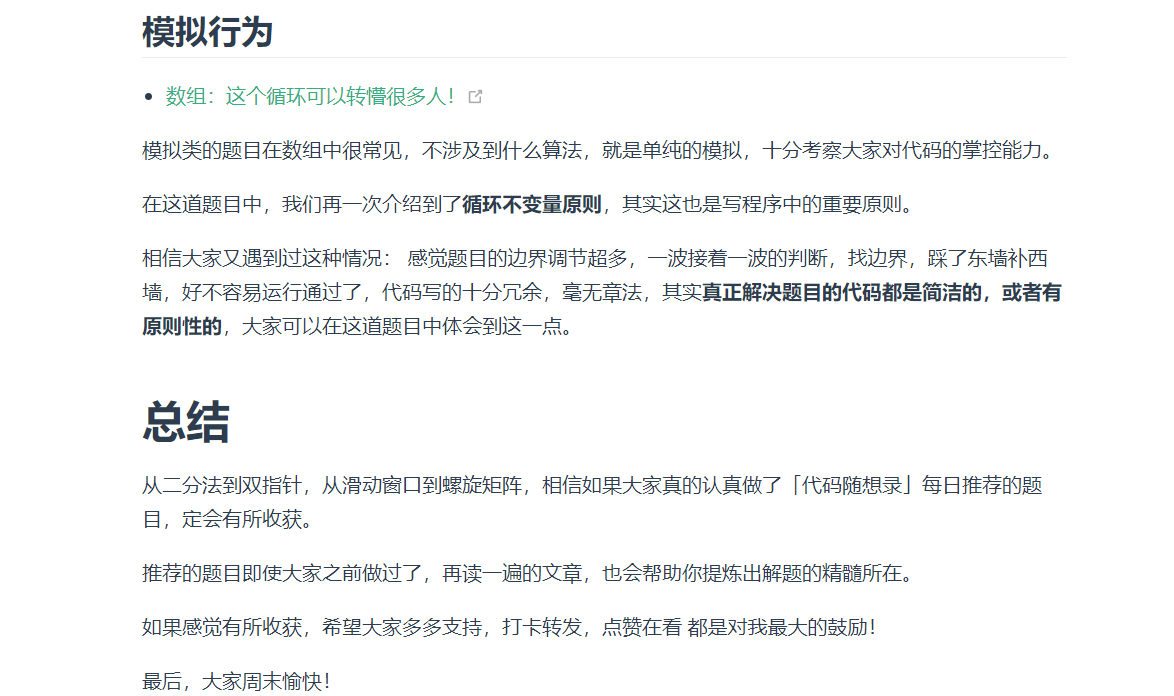 模拟行为
数组：这个循环可以转懵很多人！
模拟类的题目在数组中很常见，不涉及到什么算法，就是单纯的模拟，十分考察大家对代码的掌控能力。
在这道题目中，我们再一次介绍到了循环不变量原则，其实这也是写程序中的重要原则。
相信大家又遇到过这种情况： 感觉题目的边界调节超多，一波接着一波的判断，找边界，踩了东墙补西
墙，好不容易运行通过了，代码写的十分冗余，毫无章法，其实真正解决题目的代码都是简洁的，或者有
原则性的，大家可以在这道题目中体会到这一点。
总结
从二分法到双指针，从滑动窗口到螺旋矩阵，相信如果大家真的认真做了「代码随想录」每日推荐的题
目，定会有所收获。
推荐的题目即使大家之前做过了，再读一遍的文章，也会帮助你提炼出解题的精髓所在。
如果感觉有所收获，希望大家多多支持，打卡转发，点赞在看 都是对我最大的鼓励！
最后，大家周末愉快！